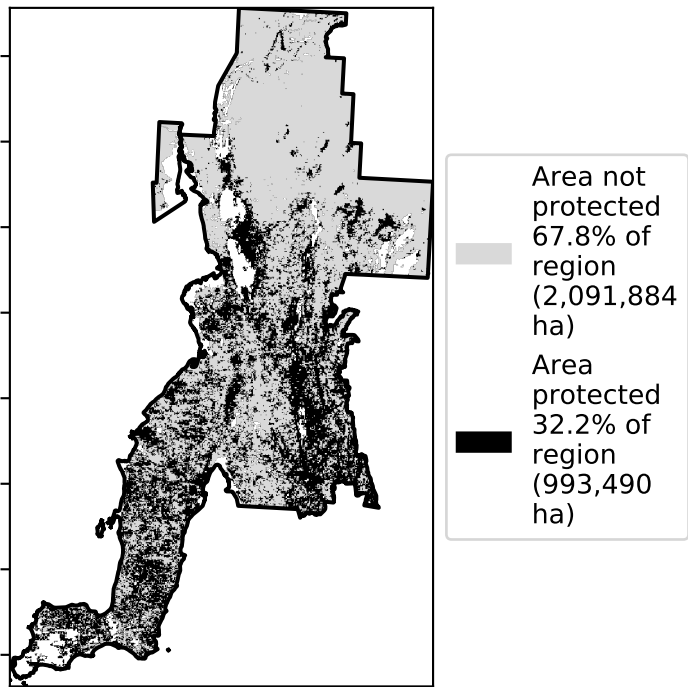 Area not
protected
67.8% of
region
(2,091,884
ha)
Area
protected
32.2% of
region
(993,490
ha)